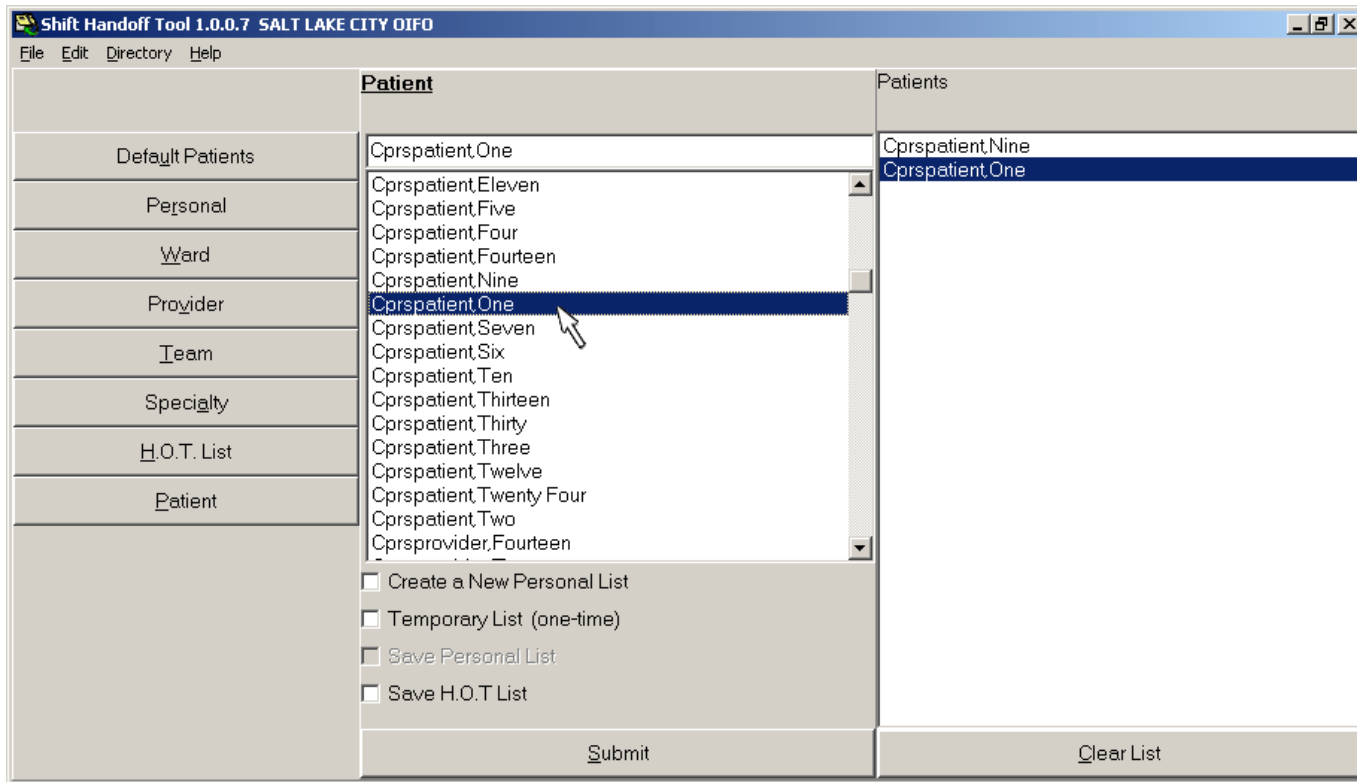 Shift Handoff Tool 1.0.0.7 SALT LAKE CITY OIFO
File Edit Directory Help
Patient
Patients
Default Patients
Personal
Ward
Provider
Team
Specialty
H.O.T. List
Patient
Cprspatient,One
Cprspatient,Eleven
Cprspatient,Five
Cprspatient,Four
Cprspatient,Fourteen
Cprspatient,Nine
Cprspatient,One
Cprspatient,Seven
Cprspatient,Six
Cprspatient,Ten
Cprspatient,Thirteen
Cprspatient,Thirty
Cprspatient,Three
Cprspatient,Twelve
Cprspatient,Twenty Four
Cprspatient,Two
Cprsprovider,Fourteen
Create a New Personal List
Temporary List (one-time)
Save Personal List
Save H.O.T List
Submit
Cprspatient,Nine
Cprspatient,One
Clear List